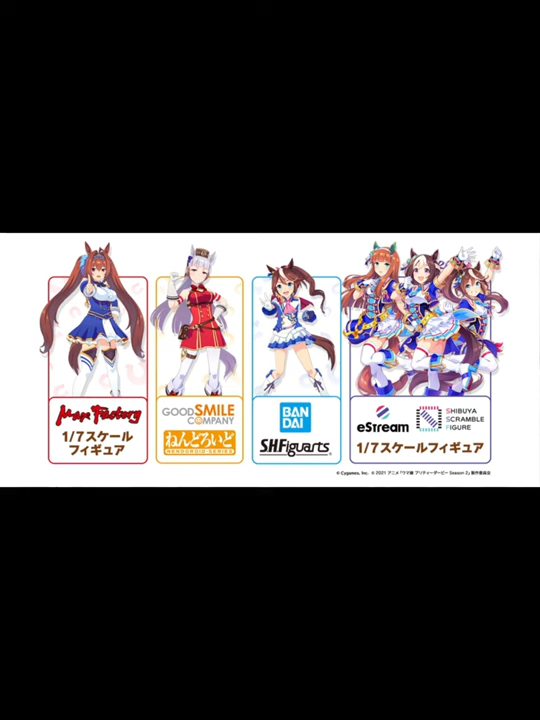 Max Factory
1/7スケール
フィギュア
GOOD SMILE
COMPANY
ねんどろいど
NENDOROID SERIES
BAN
DAI
S.H.Figuarts
eStream
SHIBUYA
SCRAMBLE
FIGURE
1/7スケールフィギュア
© Cygames, Inc. © 2021 アニメ「ウマ娘 プリティーダービー Season 2」製作委員会